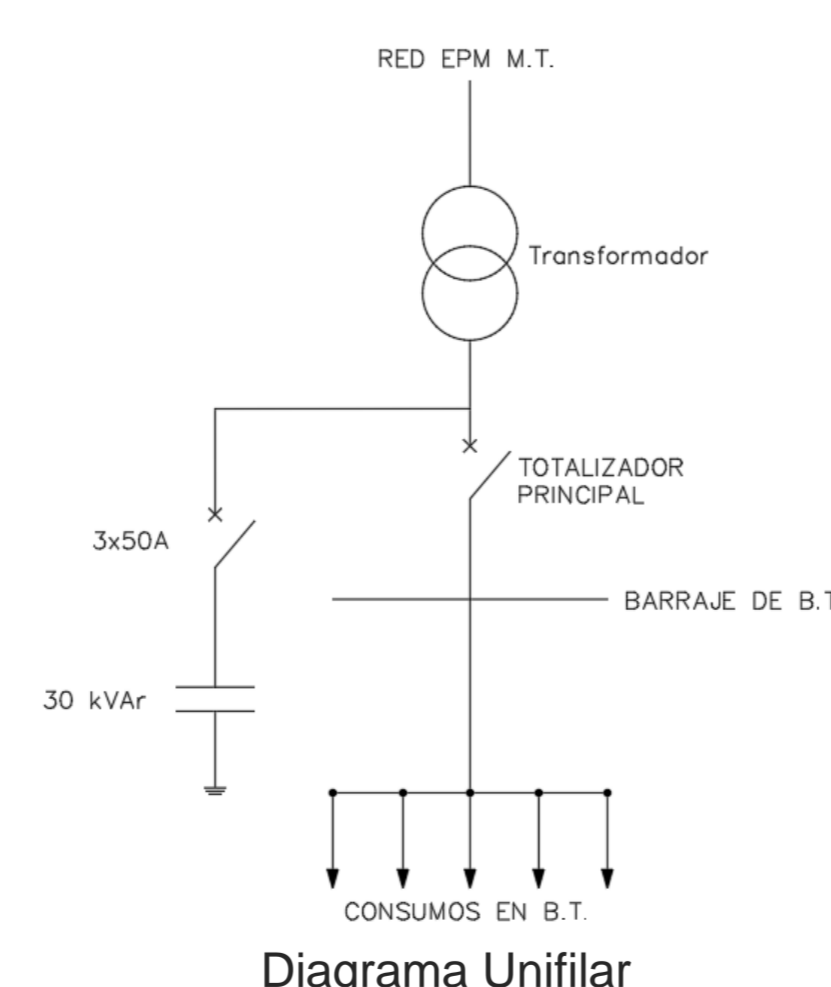 RED EPM M.T.
Transformador
TOTALIZADOR
PRINCIPAL
3x50A
BARRAJE DE B.T
30 kVAr
CONSUMOS EN B.T.
Diagrama Unifilar